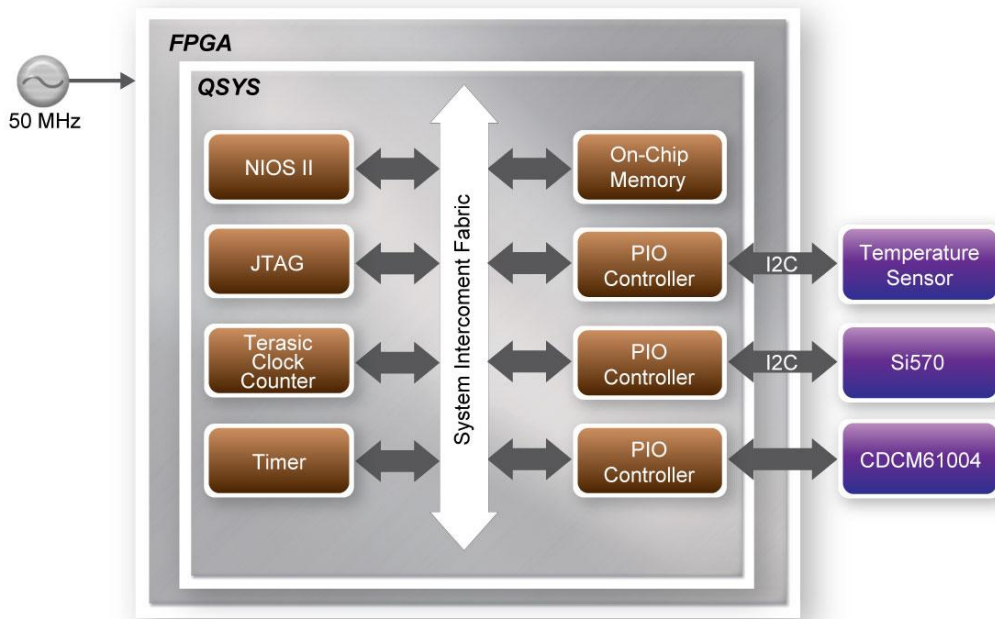 FPGA
QSYS
50 MHz
NIOS II
On-Chip
Memory
JTAG
PIO
Controller
I2C
Temperature
Sensor
Terasic
Clock
Counter
PIO
Controller
I2C
Si570
Timer
PIO
Controller
CDCM61004
System Intercoment Fabric